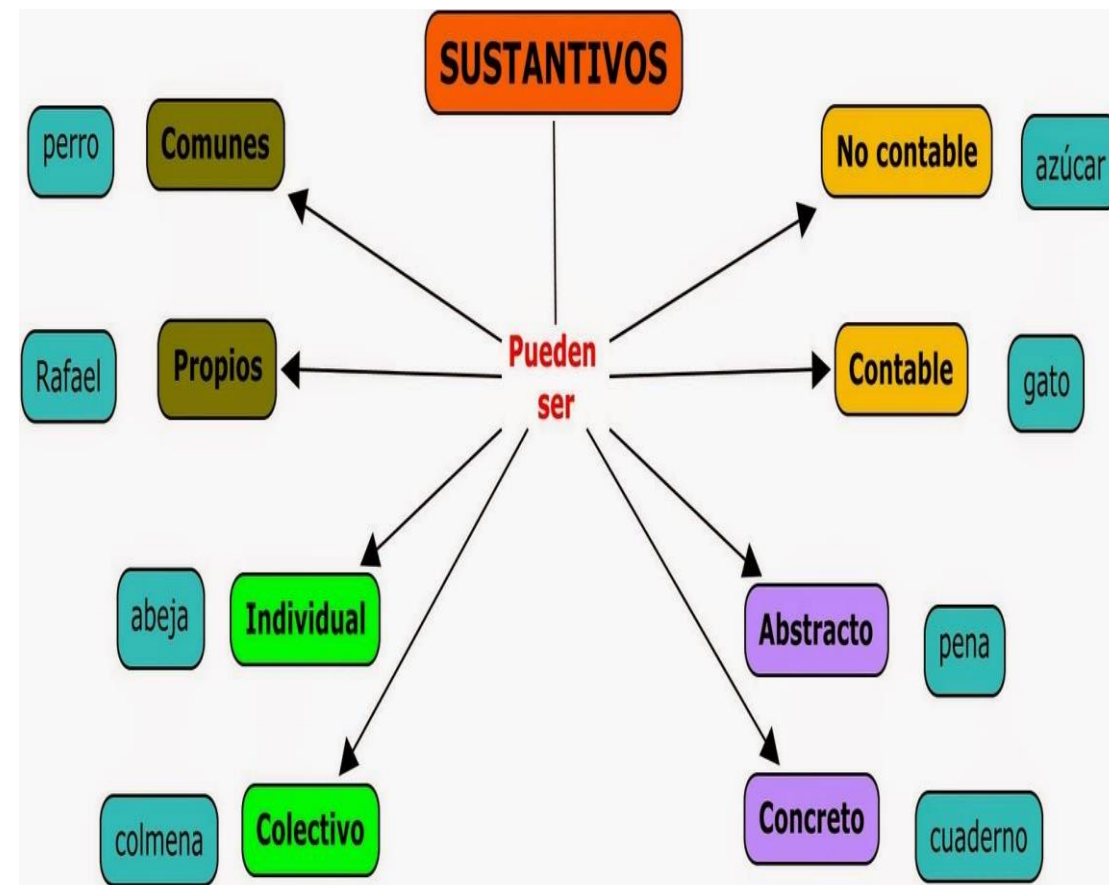 SUSTANTIVOS
perro
Comunes
No contable
azúcar
Rafael
Propios
Pueden
ser
Contable
gato
abeja
Individual
Abstracto
pena
colmena
Colectivo
Concreto
cuaderno